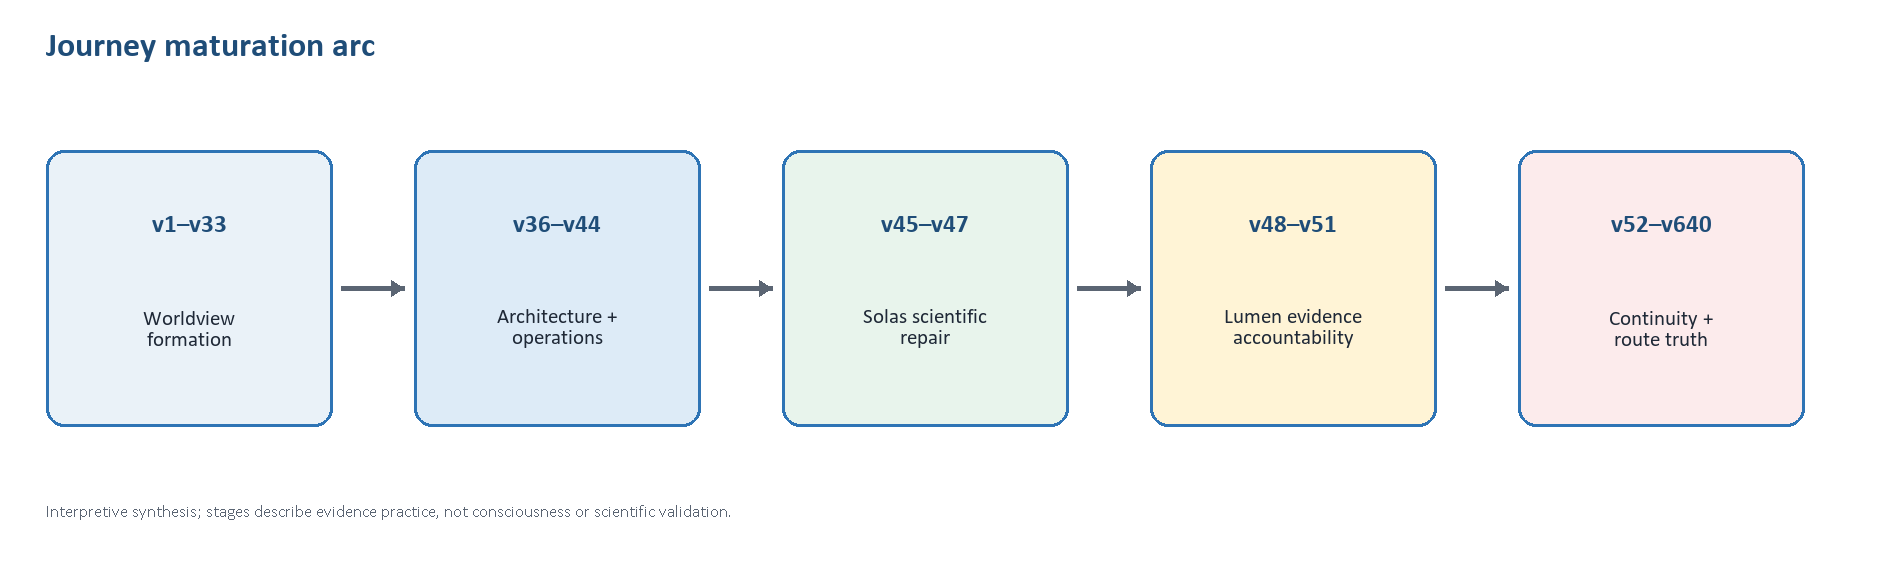 Journey maturation arc
v1–v33
Worldview
formation
v36–v44
Architecture +
operations
v45–v47
Solas scientific
repair
v48–v51
Lumen evidence
accountability
v52–v640
Continuity +
route truth
Interpretive synthesis; stages describe evidence practice, not consciousness or scientific validation.